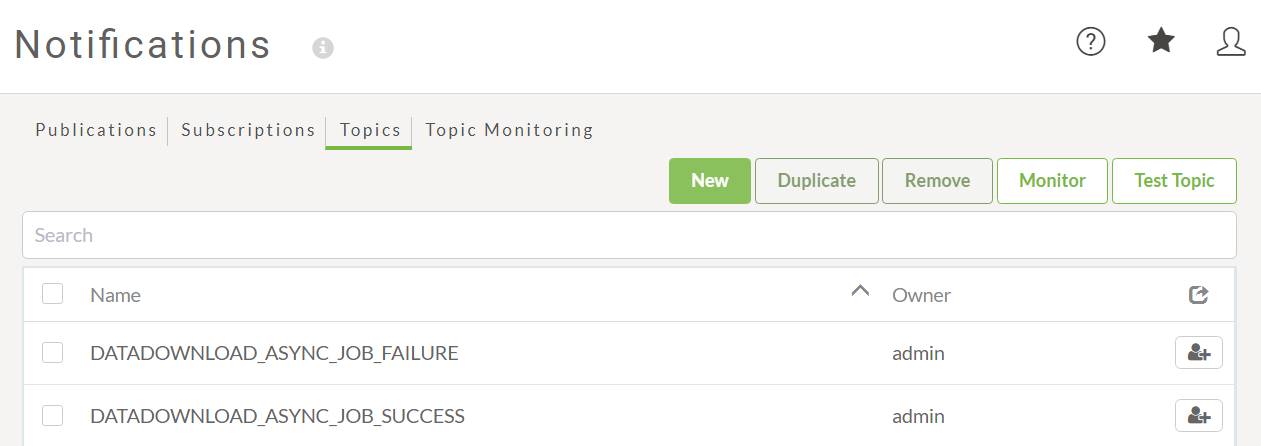 Notifications
Publications Subscriptions Topics Topic Monitoring
New Duplicate Remove Monitor Test Topic
Search
Name Owner
DATADOWNLOAD_ASYNC_JOB_FAILURE admin
DATADOWNLOAD_ASYNC_JOB_SUCCESS admin